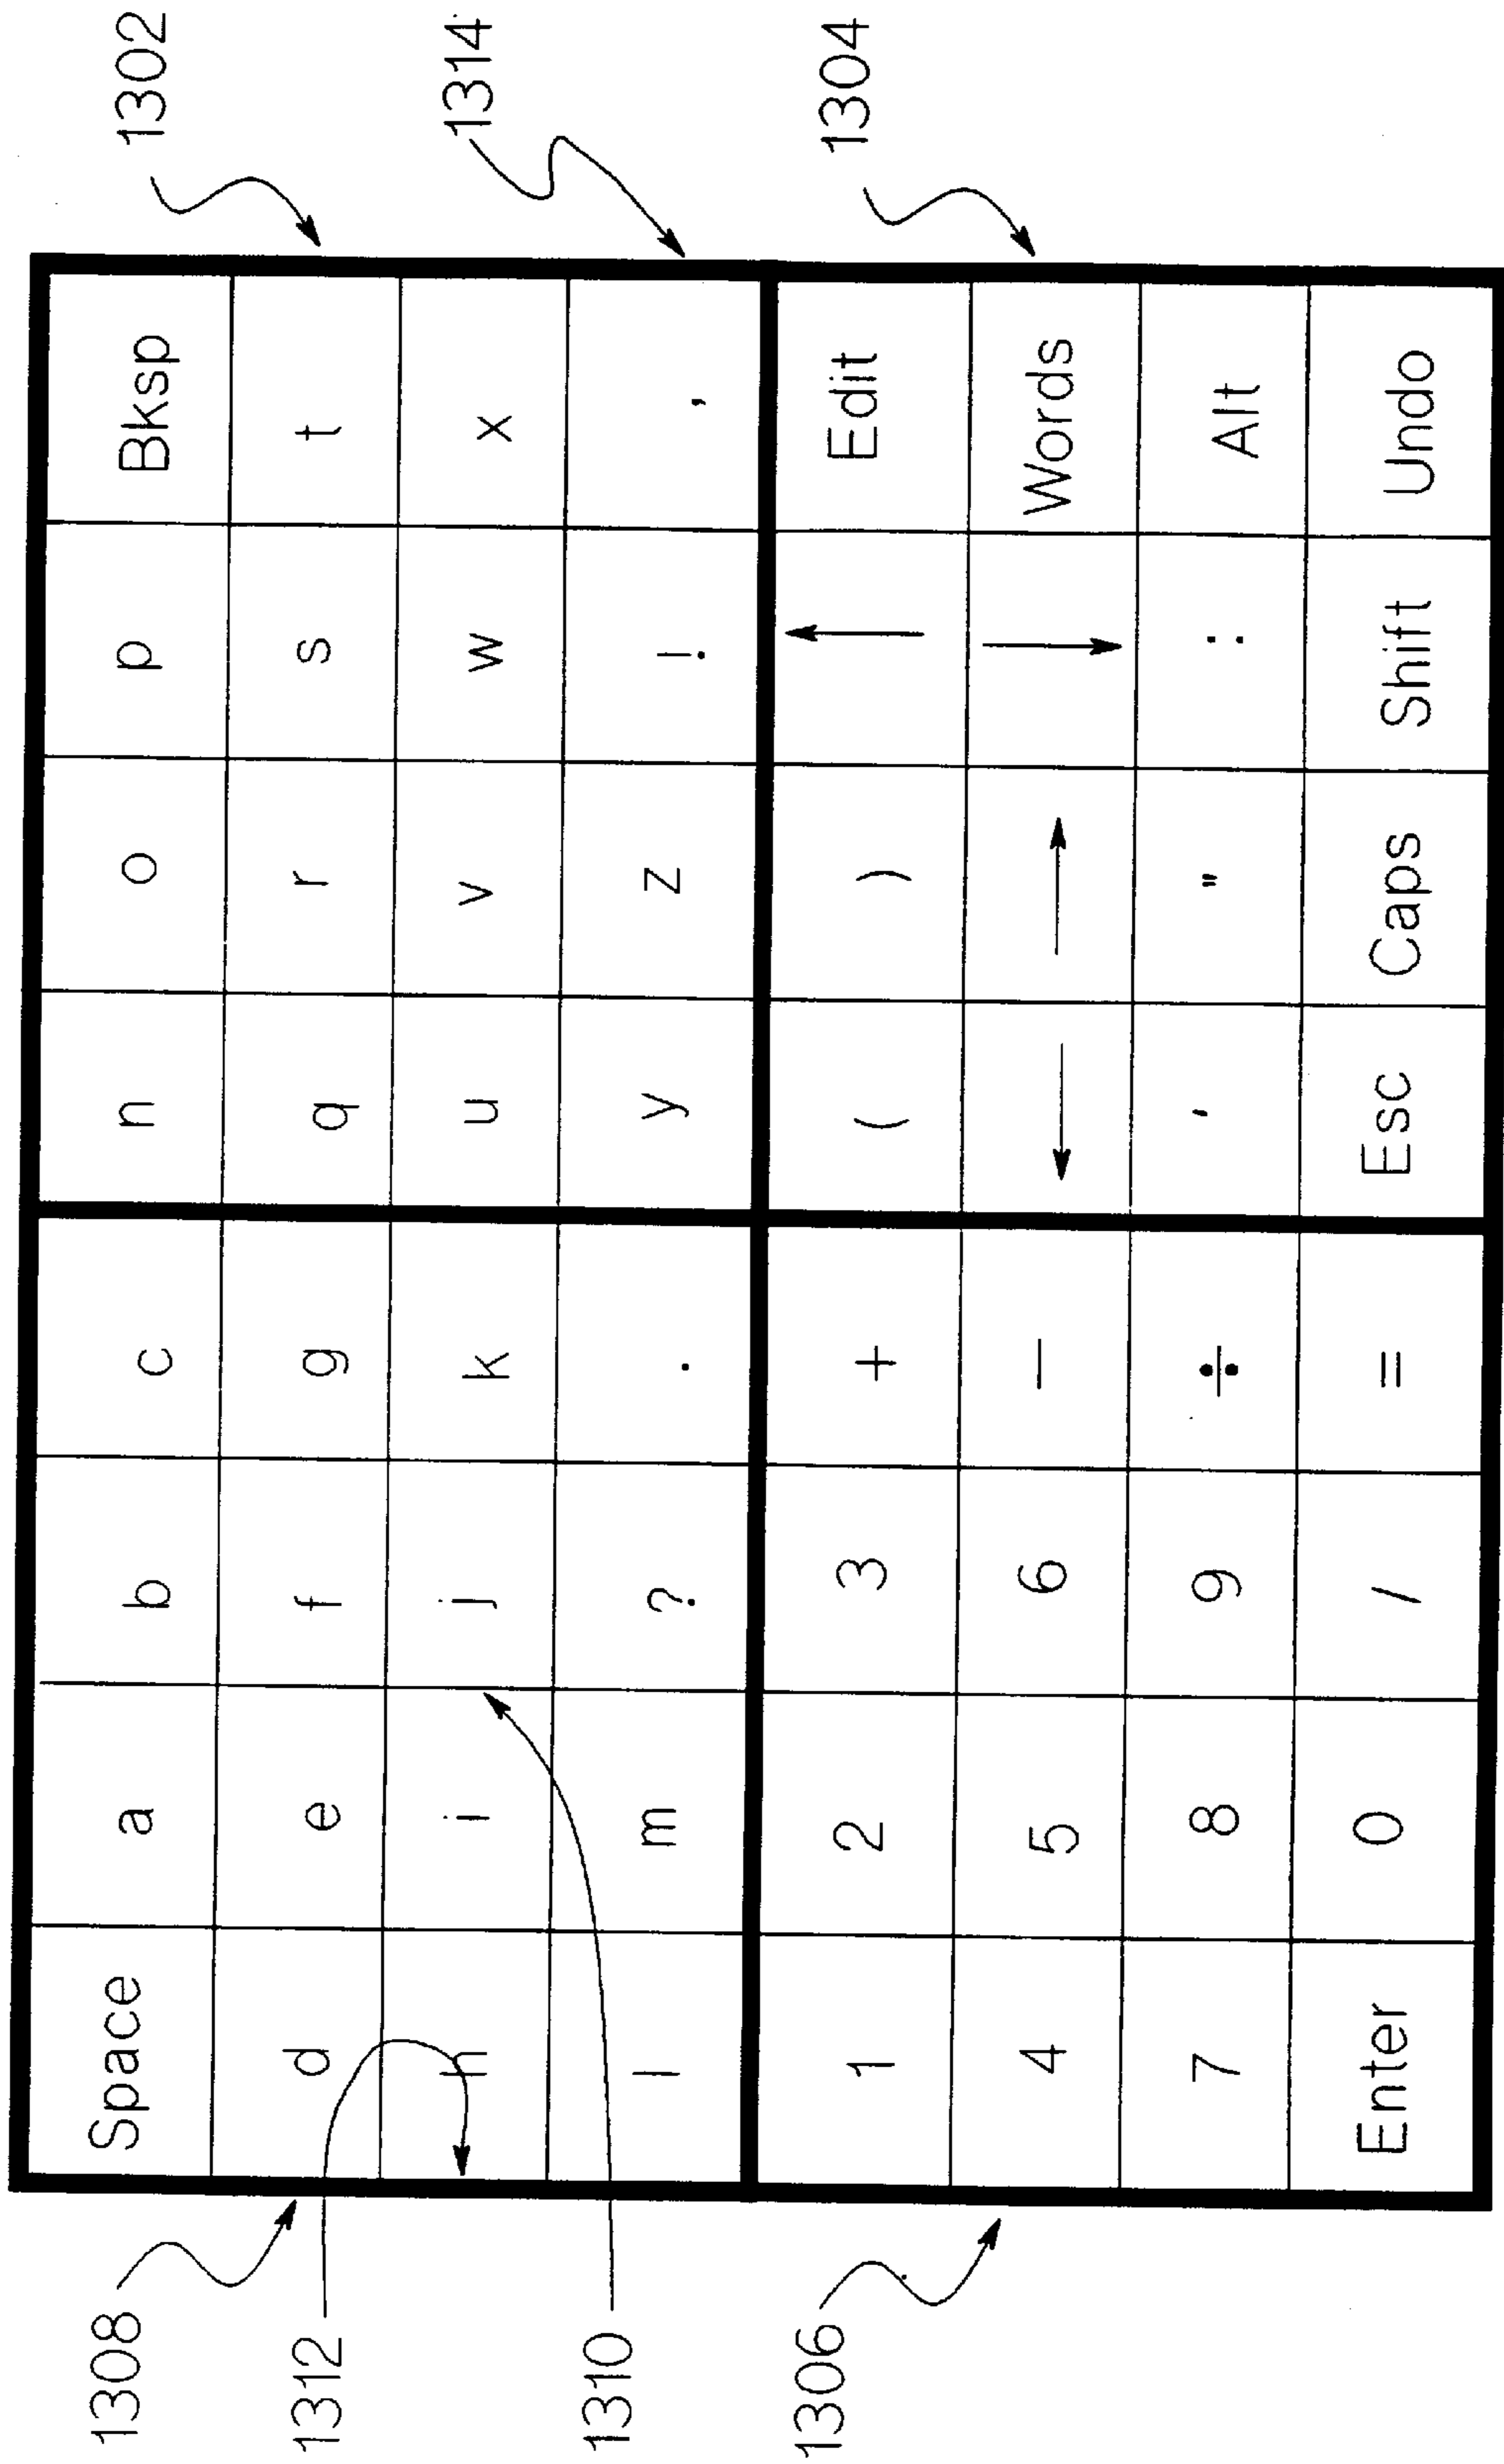 1308 Space a b c n o p Bksp 1302
1312 d e f g q r s t
h i j k u v w x 1314
1310 l m ? . y z ! ,
1306 1 2 3 + ( ) ↑ Edit 1304
4 5 6 − ← → ↓ Words
7 8 9 ÷ ' " : Alt
Enter 0 / = Esc Caps Shift Undo